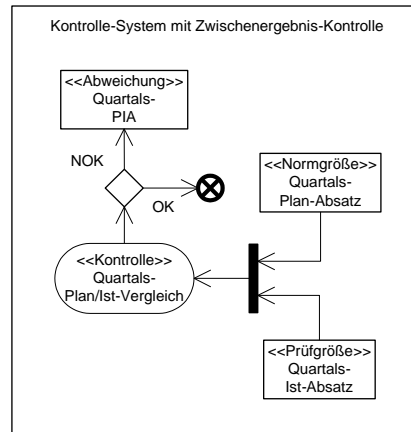 Kontrolle-System mit Zwischenergebnis-Kontrolle
<<Abweichung>>
Quartals-
PIA
NOK
OK
<<Normgröße>>
Quartals-
Plan-Absatz
<<Kontrolle>>
Quartals-
Plan/Ist-Vergleich
<<Prüfgröße>>
Quartals-
Ist-Absatz